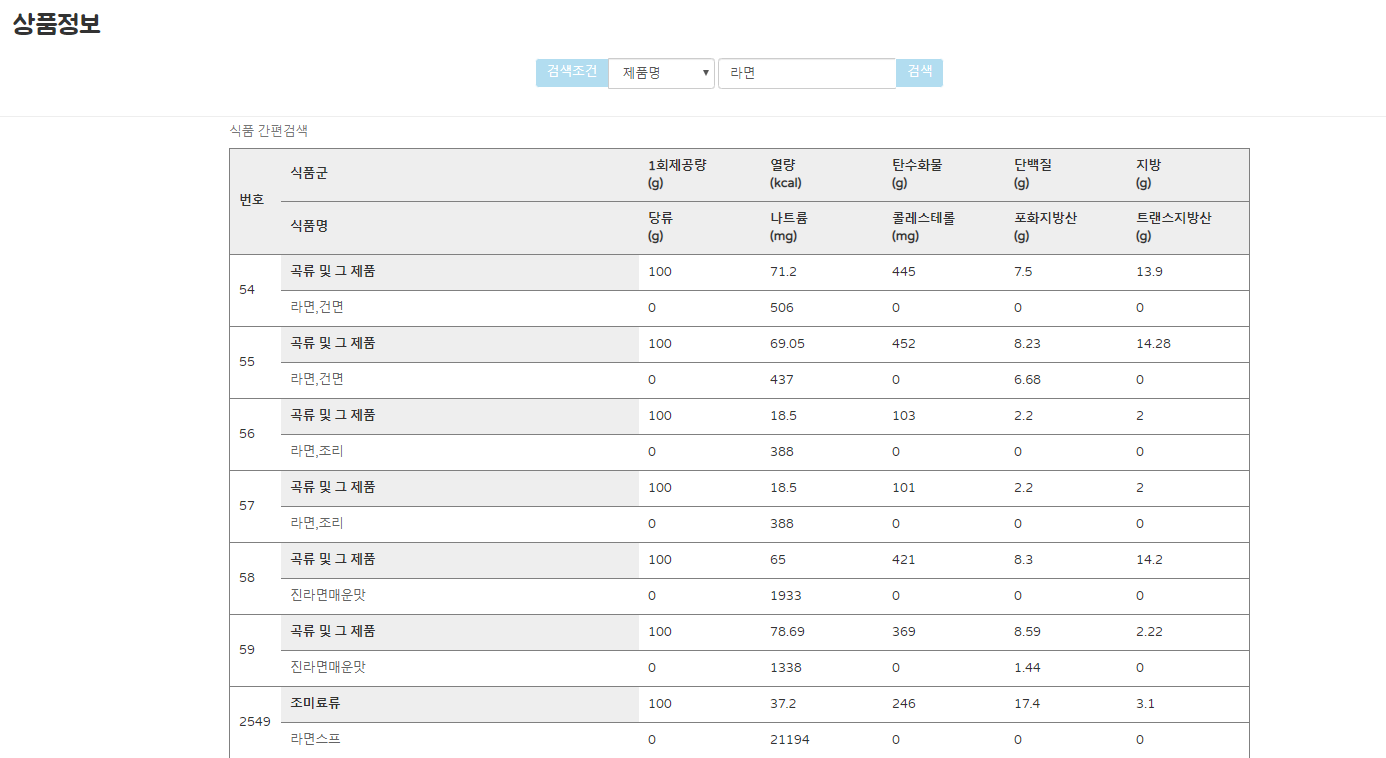 상품정보
검색조건 제품명 라면 검색
식품 간편검색
번호 식품군 1회제공량 (g) 열량 (kcal) 탄수화물 (g) 단백질 (g) 지방 (g)
식품명 당류 (g) 나트륨 (mg) 콜레스테롤 (mg) 포화지방산 (g) 트랜스지방산 (g)
54 곡류 및 그 제품 100 71.2 445 7.5 13.9
라면,건면 0 506 0 0 0
55 곡류 및 그 제품 100 69.05 452 8.23 14.28
라면,건면 0 437 0 6.68 0
56 곡류 및 그 제품 100 18.5 103 2.2 2
라면,조리 0 388 0 0 0
57 곡류 및 그 제품 100 18.5 101 2.2 2
라면,조리 0 388 0 0 0
58 곡류 및 그 제품 100 65 421 8.3 14.2
진라면매운맛 0 1933 0 0 0
59 곡류 및 그 제품 100 78.69 369 8.59 2.22
진라면매운맛 0 1338 0 1.44 0
2549 조미료류 100 37.2 246 17.4 3.1
라면스프 0 21194 0 0 0